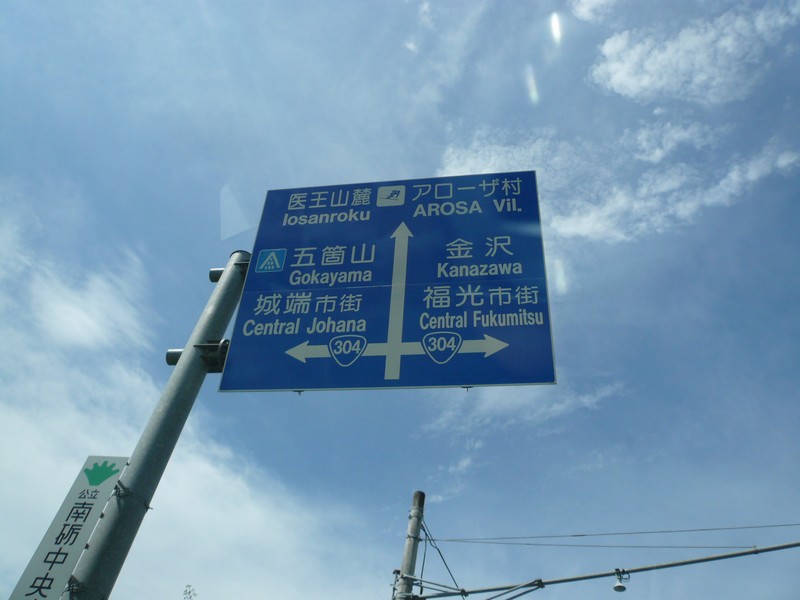 医王山麓 アローザ村
Iosanroku AROSA Vil.
五箇山
Gokayama
城端市街
Central Johana
304
金沢
Kanazawa
福光市街
Central Fukumitsu
304
公立
南砺中央